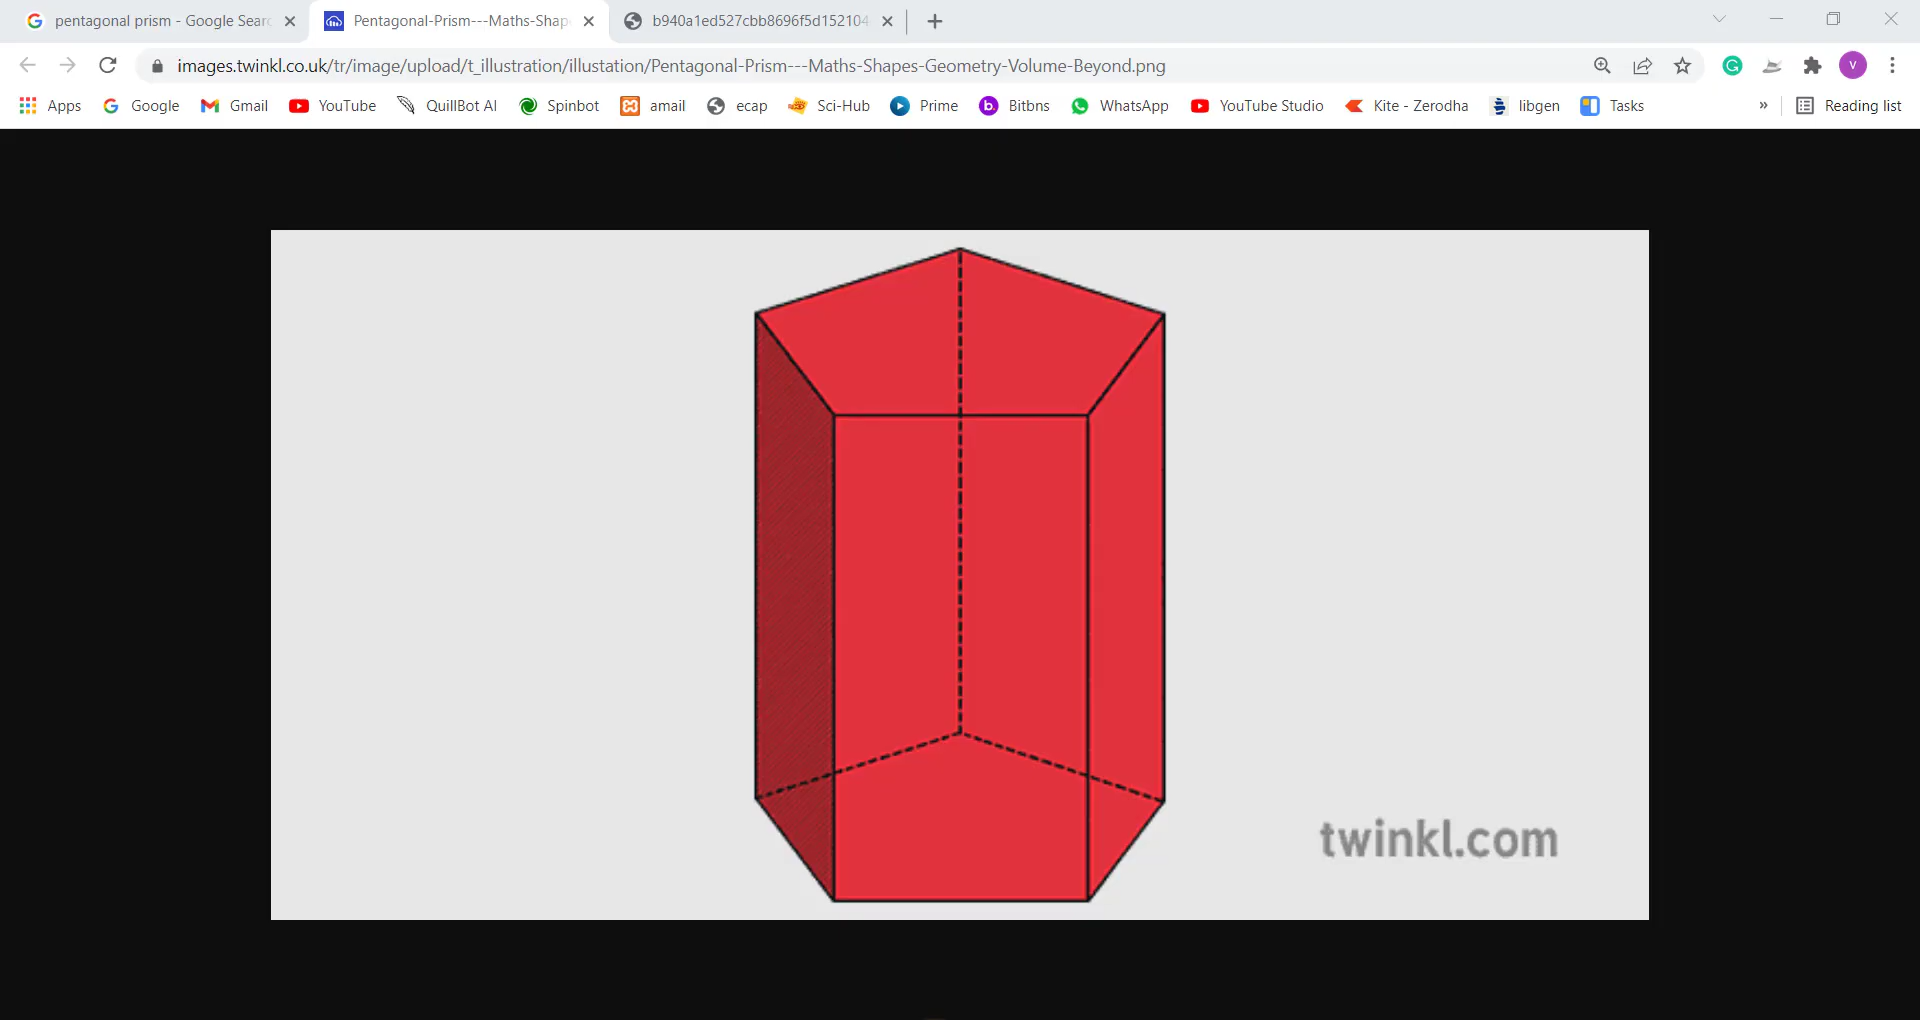 pentagonal prism - Google Sear
Pentagonal-Prism---Maths-Shap
b940a1ed527cbb8696f5d152104
images.twinkl.co.uk/tr/image/upload/t_illustration/illustation/Pentagonal-Prism---Maths-Shapes-Geometry-Volume-Beyond.png
V
Apps Google Gmail YouTube QuillBot AI Spinbot amail ecap Sci-Hub Prime Bitbns WhatsApp YouTube Studio Kite - Zerodha libgen Tasks » Reading list
twinkl.com